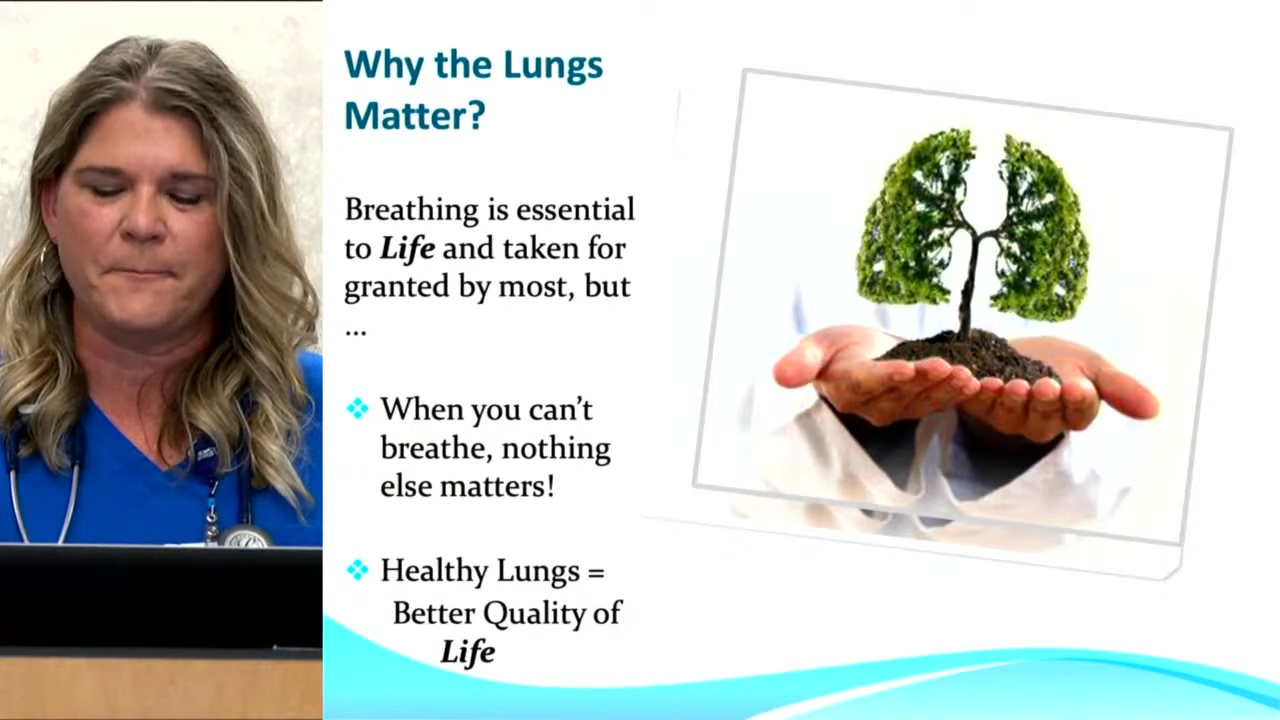 Why the Lungs
Matter?
Breathing is essential
to Life and taken for
granted by most, but
...
When you can't
breathe, nothing
else matters!
Healthy Lungs =
Better Quality of
Life